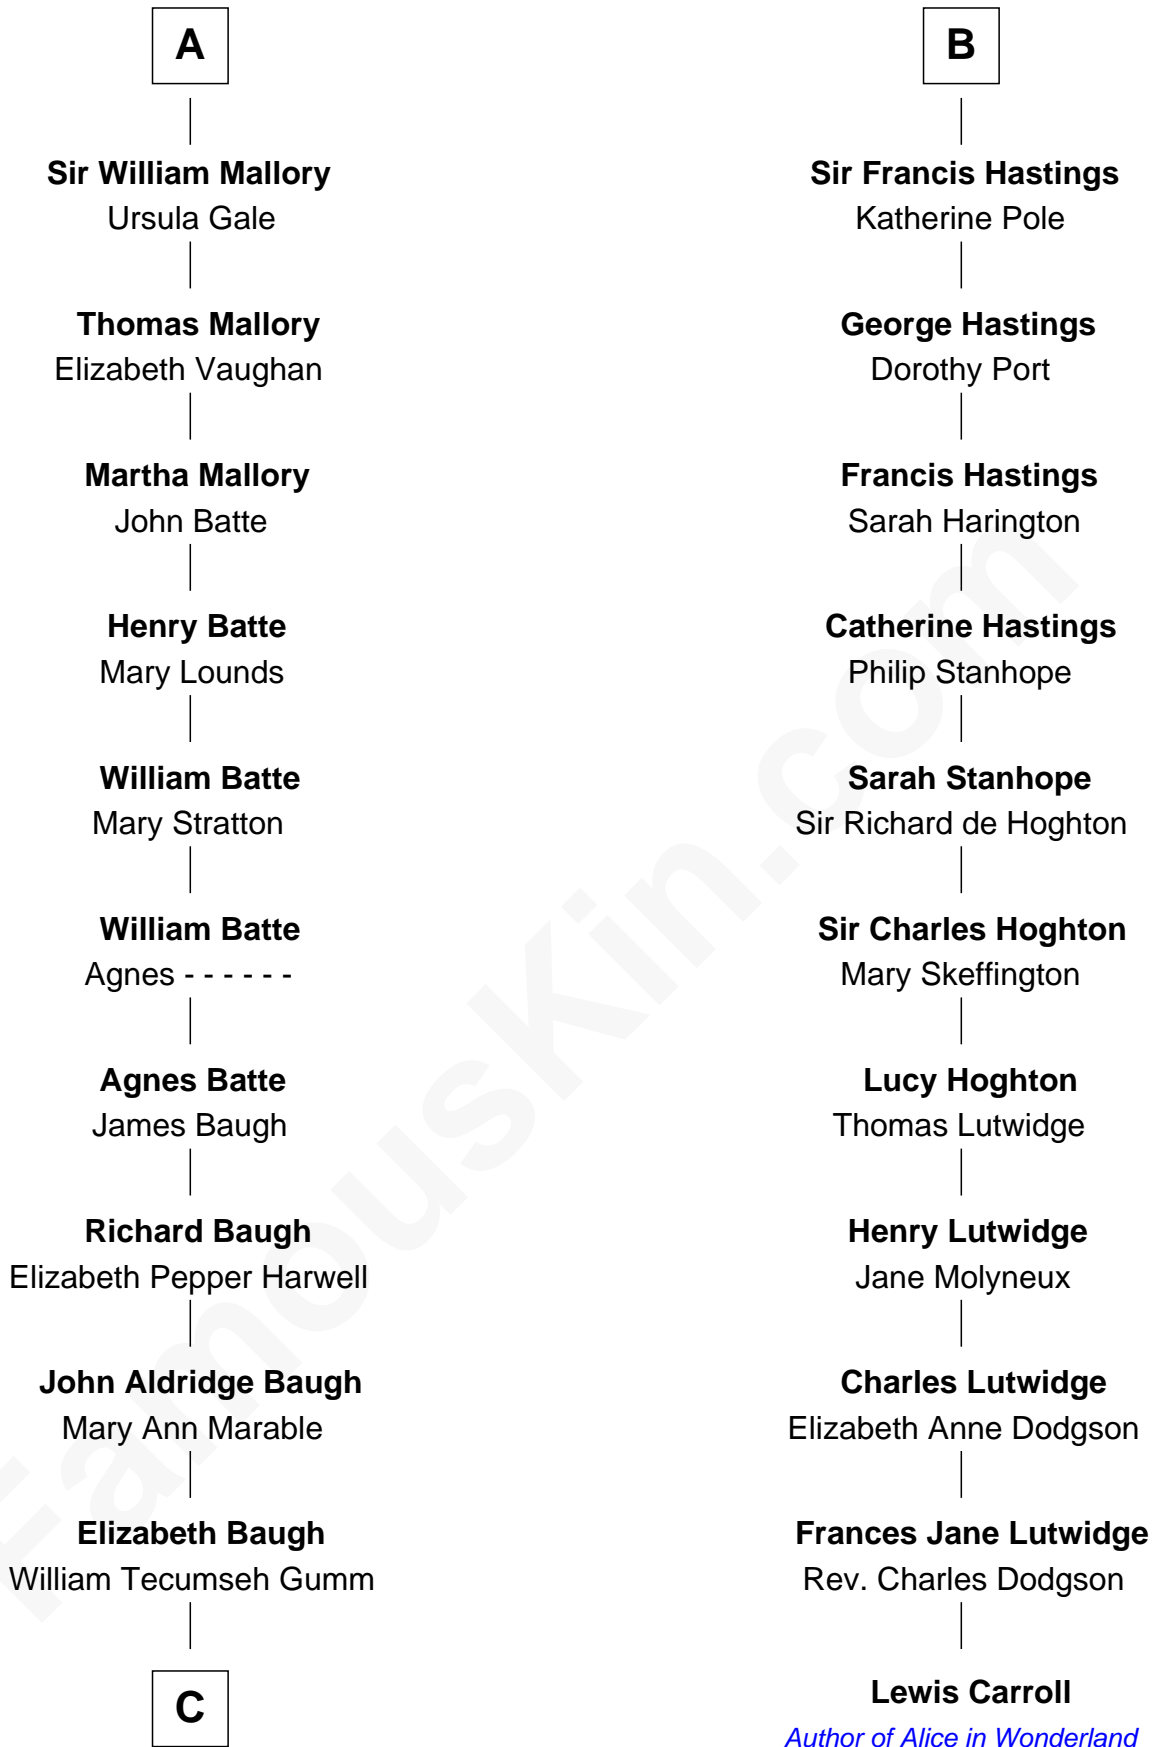 A
Sir William Mallory
Ursula Gale
Thomas Mallory
Elizabeth Vaughan
Martha Mallory
John Batte
Henry Batte
Mary Lounds
William Batte
Mary Stratton
William Batte
Agnes - - - - - -
Agnes Batte
James Baugh
Richard Baugh
Elizabeth Pepper Harwell
John Aldridge Baugh
Mary Ann Marable
Elizabeth Baugh
William Tecumseh Gumm
C
B
Sir Francis Hastings
Katherine Pole
George Hastings
Dorothy Port
Francis Hastings
Sarah Harington
Catherine Hastings
Philip Stanhope
Sarah Stanhope
Sir Richard de Hoghton
Sir Charles Hoghton
Mary Skeffington
Lucy Hoghton
Thomas Lutwidge
Henry Lutwidge
Jane Molyneux
Charles Lutwidge
Elizabeth Anne Dodgson
Frances Jane Lutwidge
Rev. Charles Dodgson
Lewis Carroll
Author of Alice in Wonderland
FamousKin.com